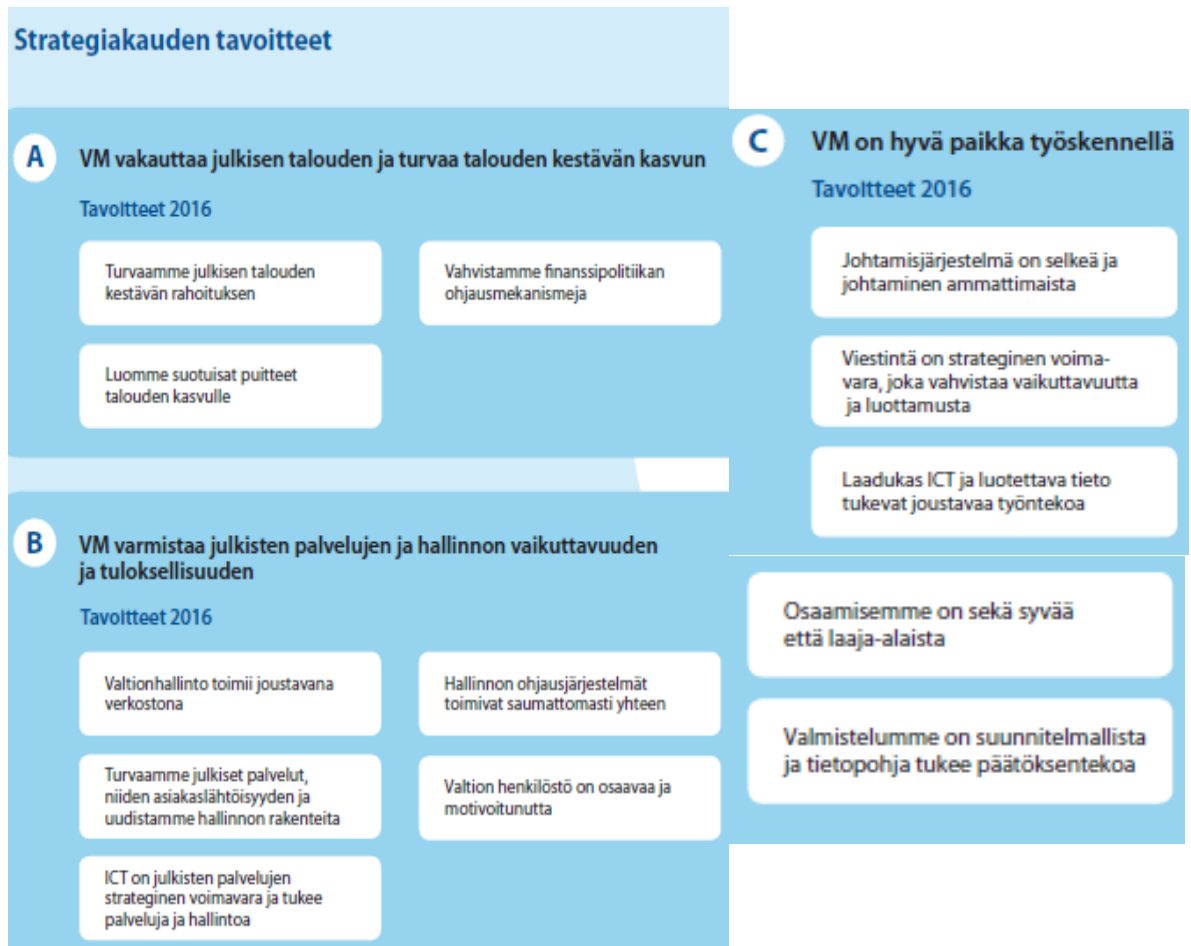 Strategiakauden tavoitteet
A
VM vakauttaa julkisen talouden ja turvaa talouden kestävän kasvun
Tavoitteet 2016
Turvaamme julkisen talouden
kestävän rahoituksen
Vahvistamme finanssipolitiikan
ohjausmekanismeja
Luomme suotuisat puitteet
talouden kasvulle
B
VM varmistaa julkisten palvelujen ja hallinnon vaikuttavuuden
ja tuloksellisuuden
Tavoitteet 2016
Valtionhallinto toimii joustavana
verkostona
Hallinnon ohjausjärjestelmät
toimivat saumattomasti yhteen
Turvaamme julkiset palvelut,
niiden asiakaslähtöisyyden ja
uudistamme hallinnon rakenteita
Valtion henkilöstö on osaavaa ja
motivoitunutta
ICT on julkisten palvelujen
strateginen voimavara ja tukee
palveluja ja hallintoa
C
VM on hyvä paikka työskennellä
Tavoitteet 2016
Johtamisjärjestelmä on selkeä ja
johtaminen ammattimaista
Viestintä on strateginen voima-
vara, joka vahvistaa vaikuttavuutta
ja luottamusta
Laadukas ICT ja luotettava tieto
tukevat joustavaa työntekoa
Osaamisemme on sekä syvää
että laaja-alaista
Valmistelumme on suunnitelmallista
ja tietopohja tukee päätöksentekoa